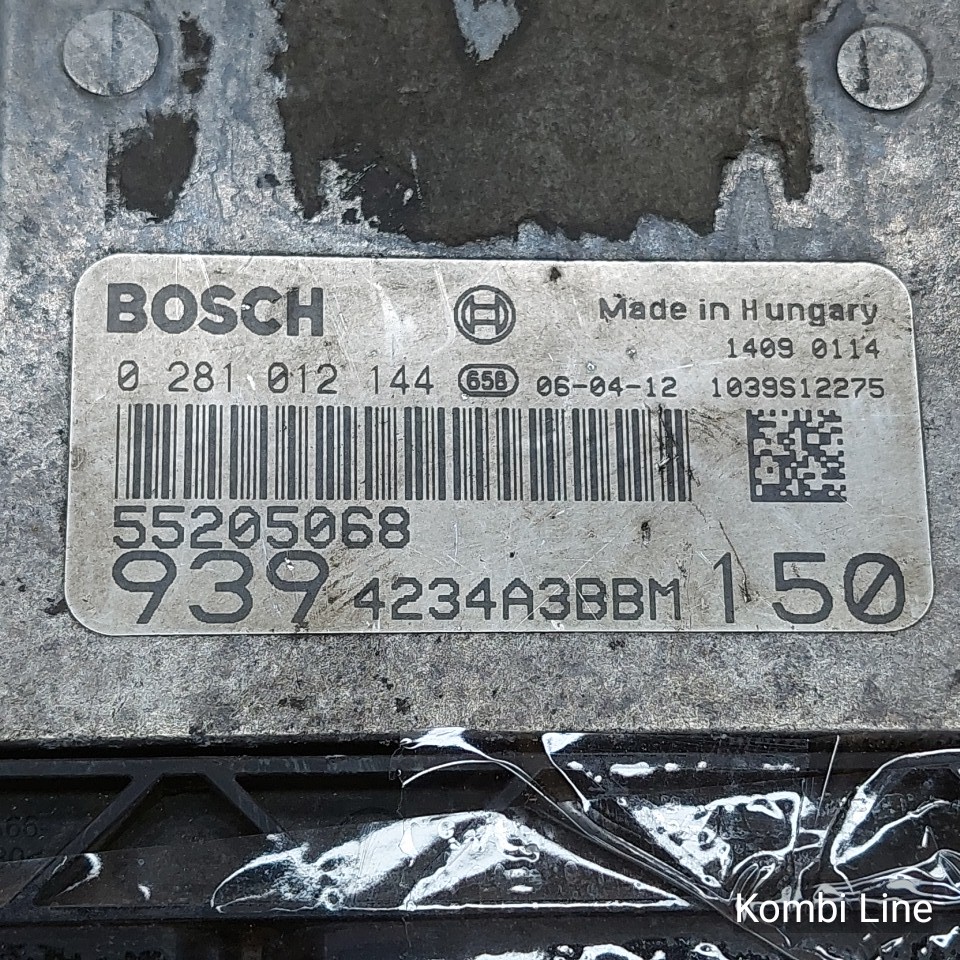 BOSCH Made in Hungary
1409 0114
0 281 012 144 658 06-04-12 1039S12275
55205068
939 4234A3BBM 150
Kombi Line